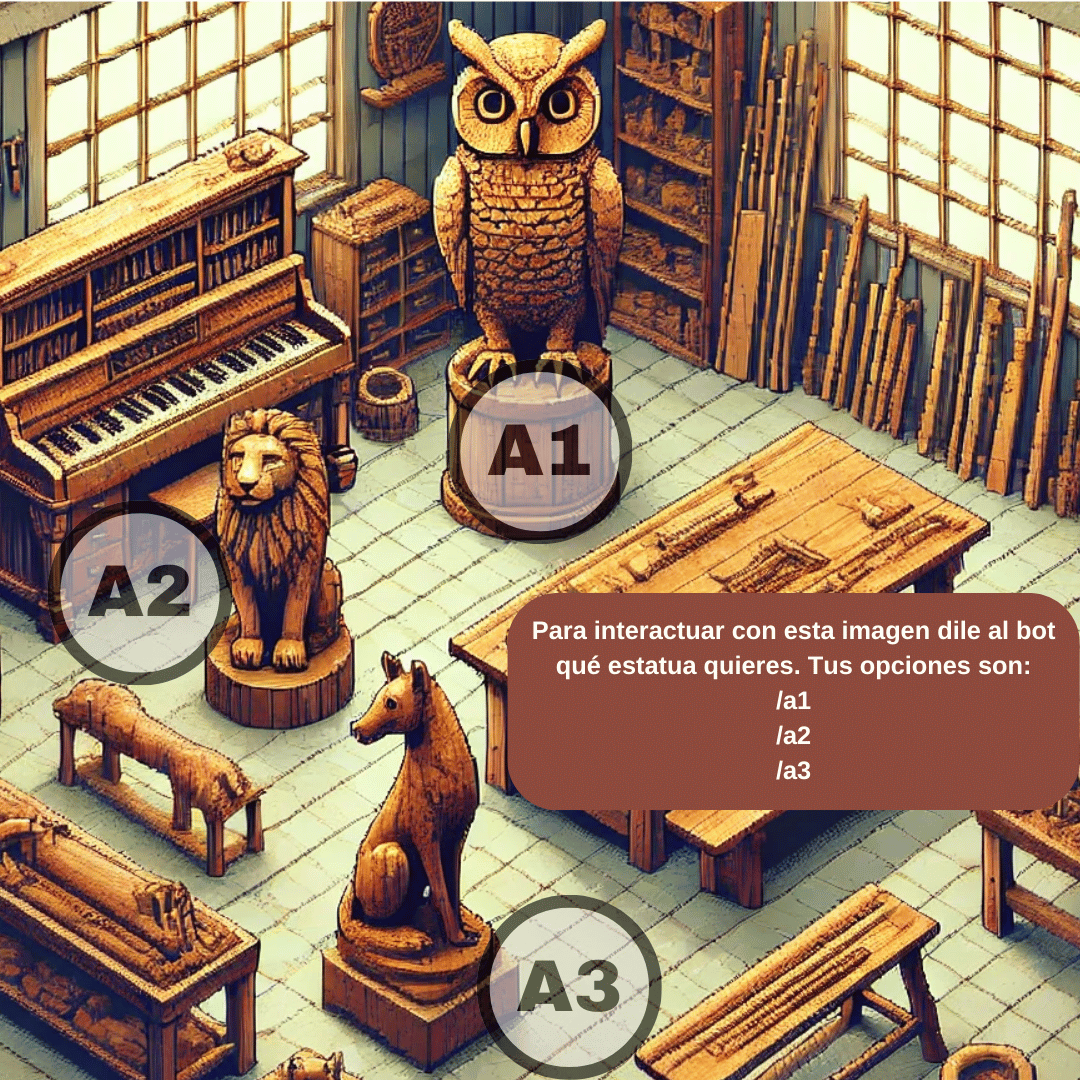 A1
A2
Para interactuar con esta imagen dile al bot
qué estatua quieres. Tus opciones son:
/a1
/a2
/a3
A3